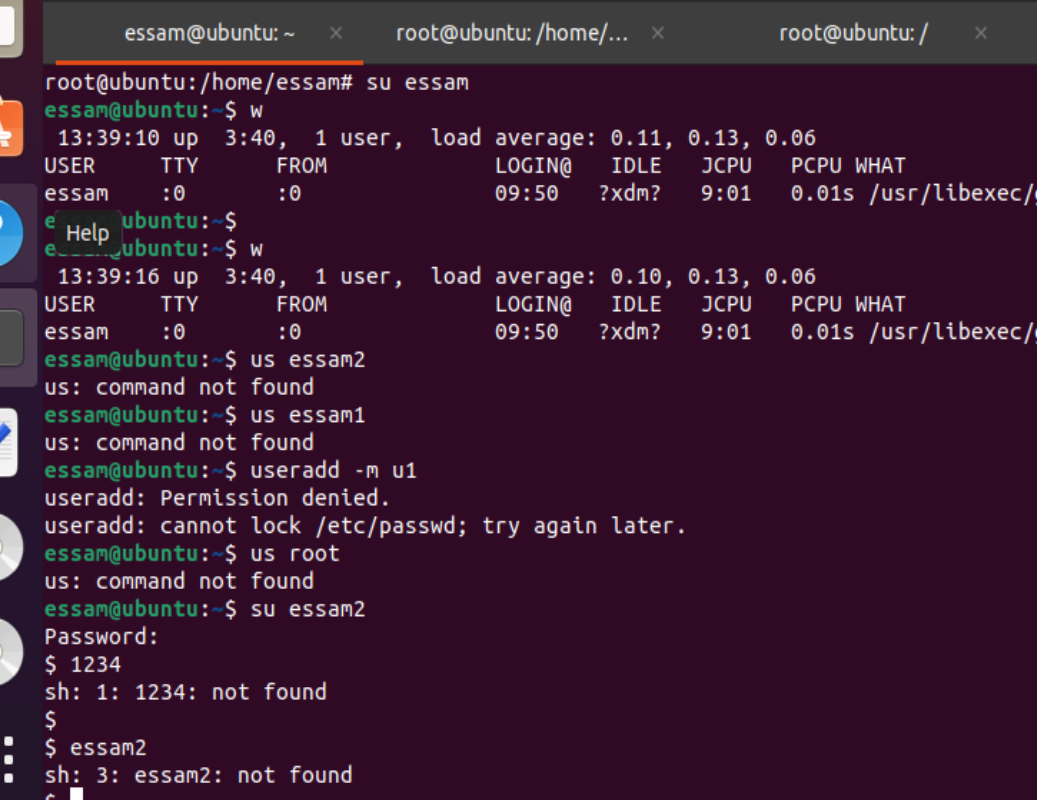 essam@ubuntu: ~ × root@ubuntu: /home/... × root@ubuntu: / ×
root@ubuntu:/home/essam# su essam
essam@ubuntu:~$ w
13:39:10 up 3:40, 1 user, load average: 0.11, 0.13, 0.06
USER TTY FROM LOGIN@ IDLE JCPU PCPU WHAT
essam :0 :0 09:50 ?xdm? 9:01 0.01s /usr/libexec/
ubuntu:~$
Help
ubuntu:~$ w
13:39:16 up 3:40, 1 user, load average: 0.10, 0.13, 0.06
USER TTY FROM LOGIN@ IDLE JCPU PCPU WHAT
essam :0 :0 09:50 ?xdm? 9:01 0.01s /usr/libexec/
essam@ubuntu:~$ us essam2
us: command not found
essam@ubuntu:~$ us essam1
us: command not found
essam@ubuntu:~$ useradd -m u1
useradd: Permission denied.
useradd: cannot lock /etc/passwd; try again later.
essam@ubuntu:~$ us root
us: command not found
essam@ubuntu:~$ su essam2
Password:
$ 1234
sh: 1: 1234: not found
$
$ essam2
sh: 3: essam2: not found
$